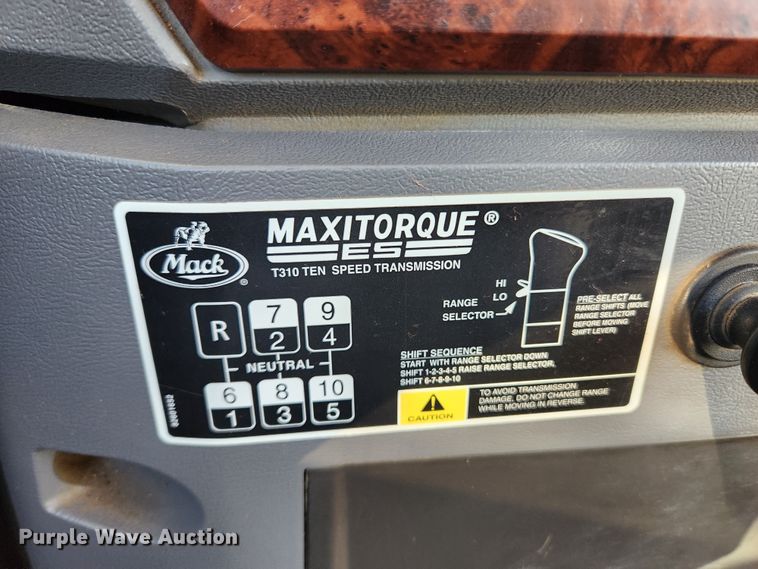 Mack ®
MAXITORQUE®
ES
T310 TEN SPEED TRANSMISSION
R 7 9
2 4
NEUTRAL
6 8 10
1 3 5
HI
LO
RANGE
SELECTOR
PRE-SELECT ALL
RANGE SHIFTS (MOVE
RANGE SELECTOR
BEFORE MOVING
SHIFT LEVER)
SHIFT SEQUENCE
START WITH RANGE SELECTOR DOWN
SHIFT 1-2-3-4-5 RAISE RANGE SELECTOR,
SHIFT 6-7-8-9-10
CAUTION
TO AVOID TRANSMISSION
DAMAGE, DO NOT CHANGE RANGE
WHILE MOVING IN REVERSE.
Purple Wave Auction